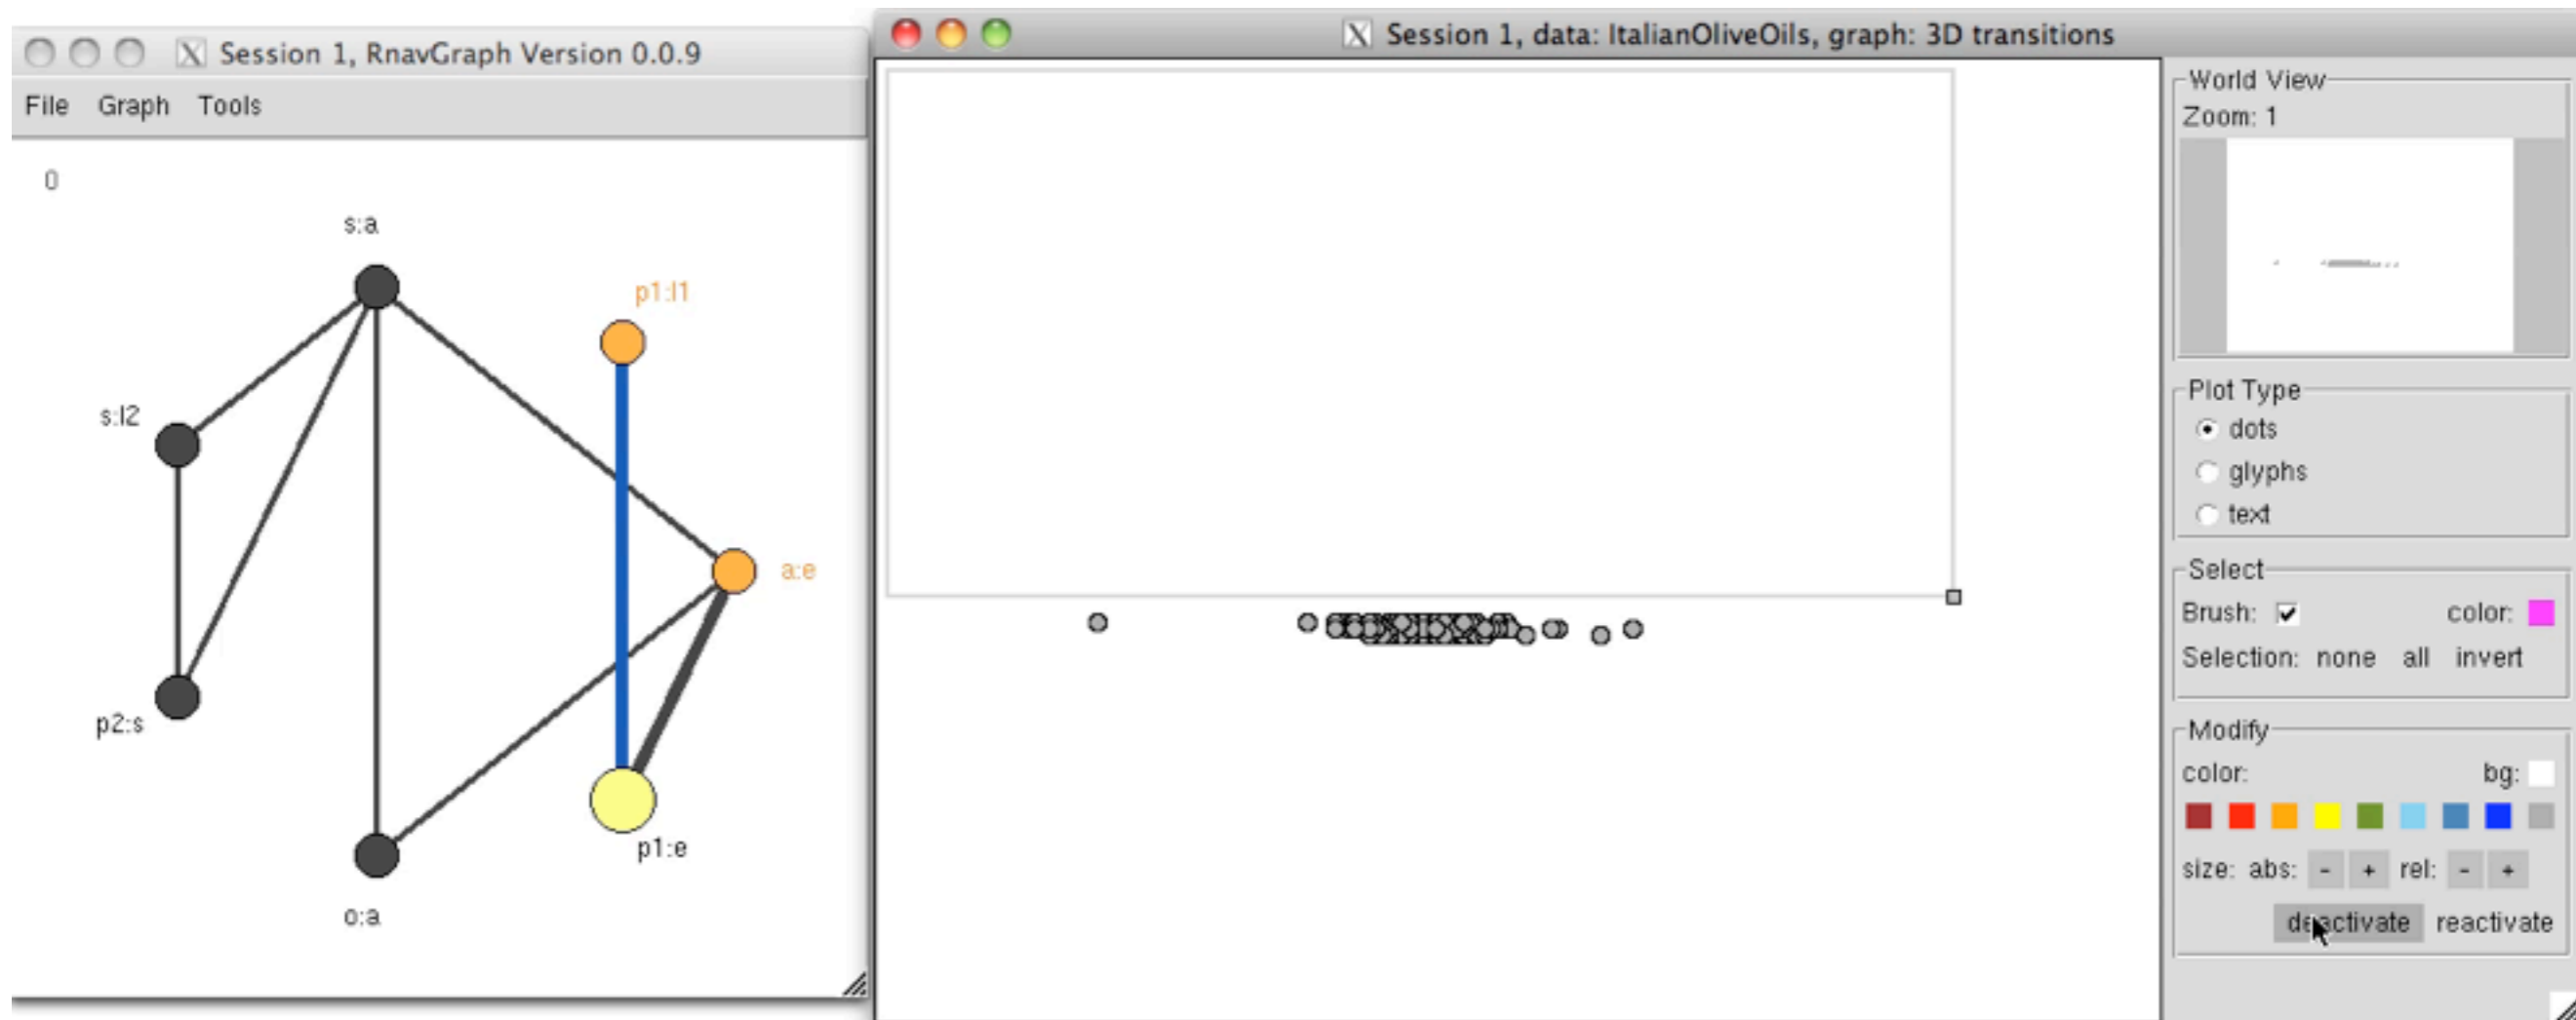 Session 1, RnavGraph Version 0.0.9
File Graph Tools
0
s:a
p1:l1
s:l2
a:e
p2:s
p1:e
o:a
Session 1, data: ItalianOliveOils, graph: 3D transitions
World View
Zoom: 1
Plot Type
dots
glyphs
text
Select
Brush: color:
Selection: none all invert
Modify
color: bg:
size: abs: - + rel: - +
deactivate reactivate